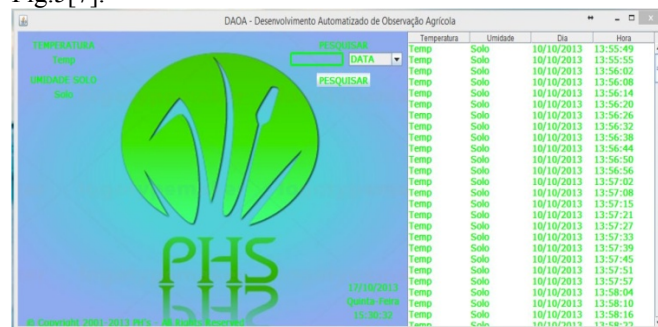 Fig.5[7].
DAOA - Desenvolvimento Automatizado de Observação Agrícola
TEMPERATURA
Temp
UMIDADE SOLO
Solo
PESQUISAR
DATA
PESQUISAR
PHS
17/10/2013
Quinta-Feira
15:30:32
© Copyright 2001-2013 PH's - All Rights Reserved
Temperatura Umidade Dia Hora
Temp Solo 10/10/2013 13:55:49
Temp Solo 10/10/2013 13:55:55
Temp Solo 10/10/2013 13:56:02
Temp Solo 10/10/2013 13:56:08
Temp Solo 10/10/2013 13:56:14
Temp Solo 10/10/2013 13:56:20
Temp Solo 10/10/2013 13:56:26
Temp Solo 10/10/2013 13:56:32
Temp Solo 10/10/2013 13:56:38
Temp Solo 10/10/2013 13:56:44
Temp Solo 10/10/2013 13:56:50
Temp Solo 10/10/2013 13:56:56
Temp Solo 10/10/2013 13:57:02
Temp Solo 10/10/2013 13:57:08
Temp Solo 10/10/2013 13:57:15
Temp Solo 10/10/2013 13:57:21
Temp Solo 10/10/2013 13:57:27
Temp Solo 10/10/2013 13:57:33
Temp Solo 10/10/2013 13:57:39
Temp Solo 10/10/2013 13:57:45
Temp Solo 10/10/2013 13:57:51
Temp Solo 10/10/2013 13:57:57
Temp Solo 10/10/2013 13:58:04
Temp Solo 10/10/2013 13:58:10
Temp Solo 10/10/2013 13:58:16
Temp Solo 10/10/2013 13:58:22